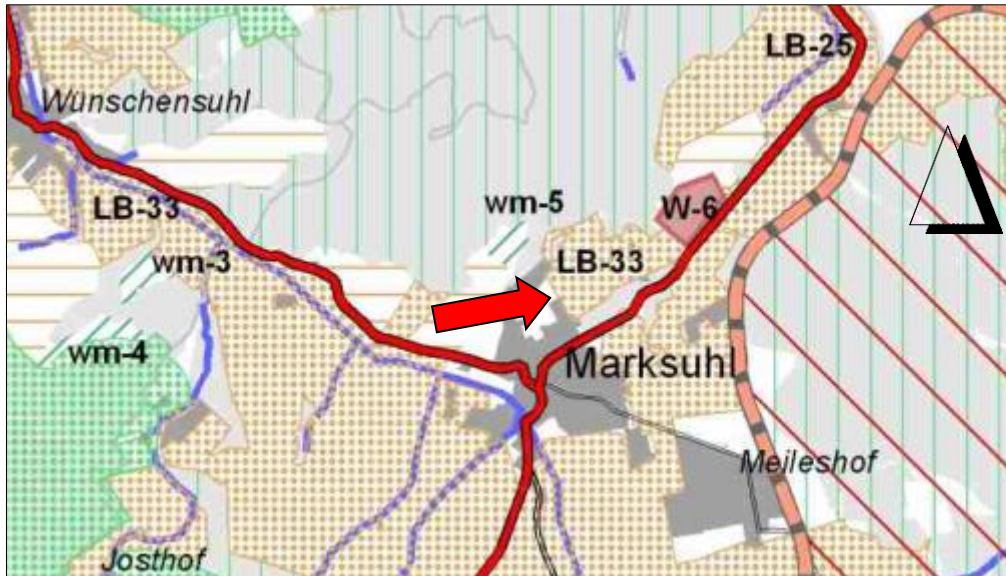 LB-25
Wünschensuhl
LB-33
wm-5
W-6
wm-3
LB-33
wm-4
Marksuhl
Meileshof
Josthof